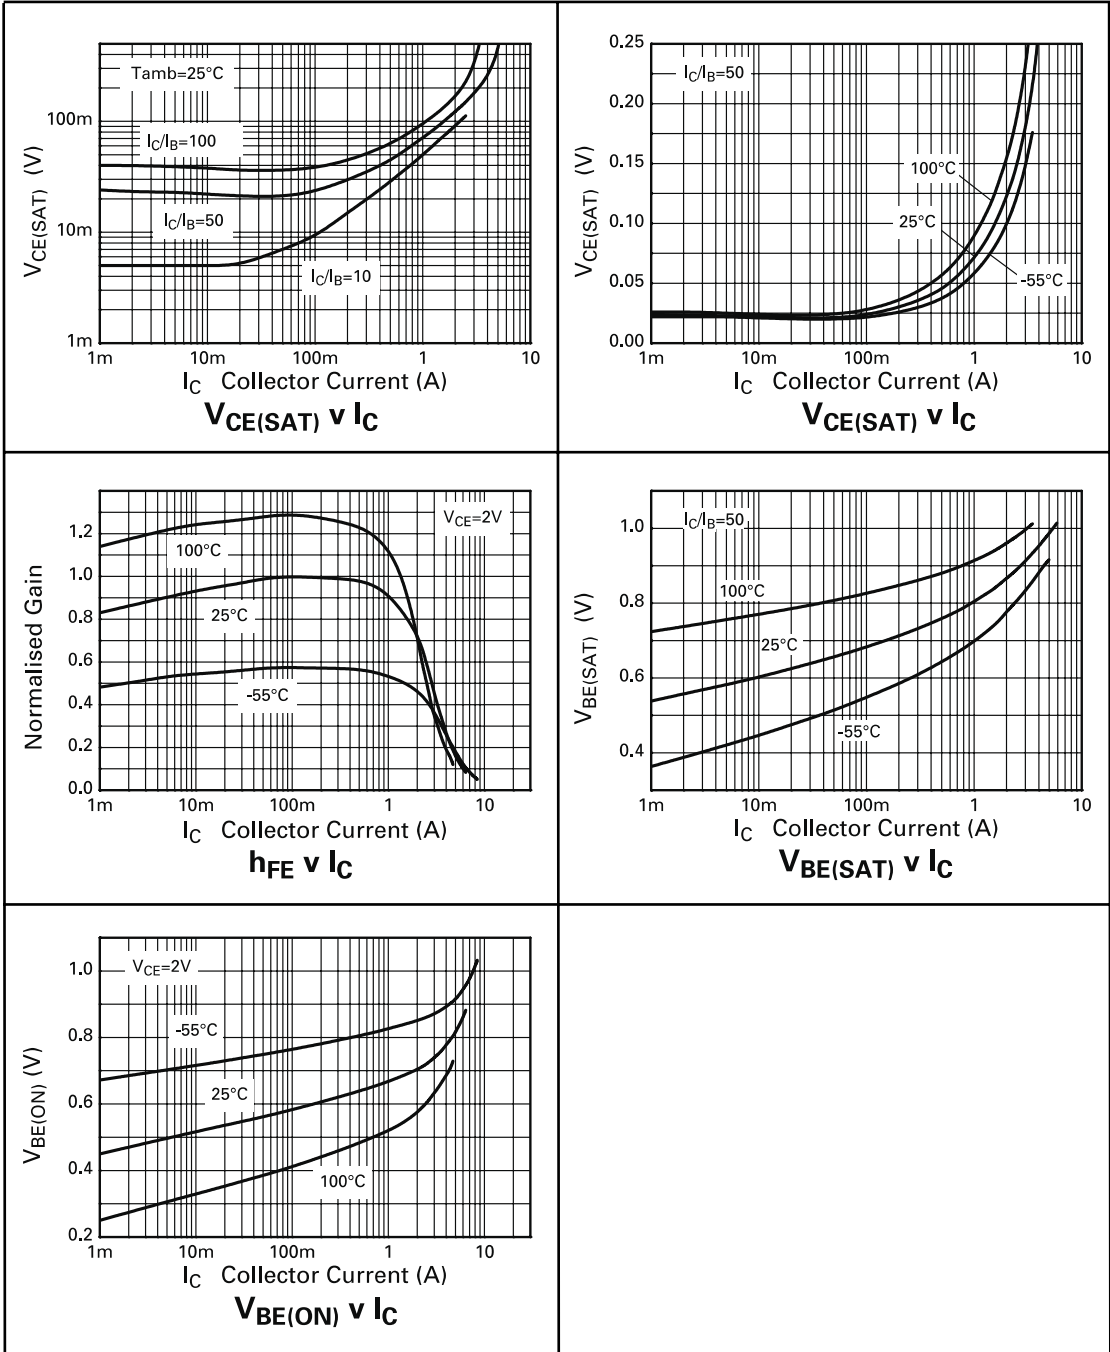 Tamb=25°C
IC/IB=100
IC/IB=50
IC/IB=10
100m
10m
1m
VCE(SAT) (V)
1m 10m 100m 1 10
IC Collector Current (A)
VCE(SAT) v IC
IC/IB=50
100°C
25°C
-55°C
0.25
0.20
0.15
0.10
0.05
0.00
VCE(SAT) (V)
1m 10m 100m 1 10
IC Collector Current (A)
VCE(SAT) v IC
VCE=2V
100°C
25°C
-55°C
1.2
1.0
0.8
0.6
0.4
0.2
0.0
Normalised Gain
1m 10m 100m 1 10
IC Collector Current (A)
hFE v IC
IC/IB=50
100°C
25°C
-55°C
1.0
0.8
0.6
0.4
VBE(SAT) (V)
1m 10m 100m 1 10
IC Collector Current (A)
VBE(SAT) v IC
VCE=2V
-55°C
25°C
100°C
1.0
0.8
0.6
0.4
0.2
VBE(ON) (V)
1m 10m 100m 1 10
IC Collector Current (A)
VBE(ON) v IC